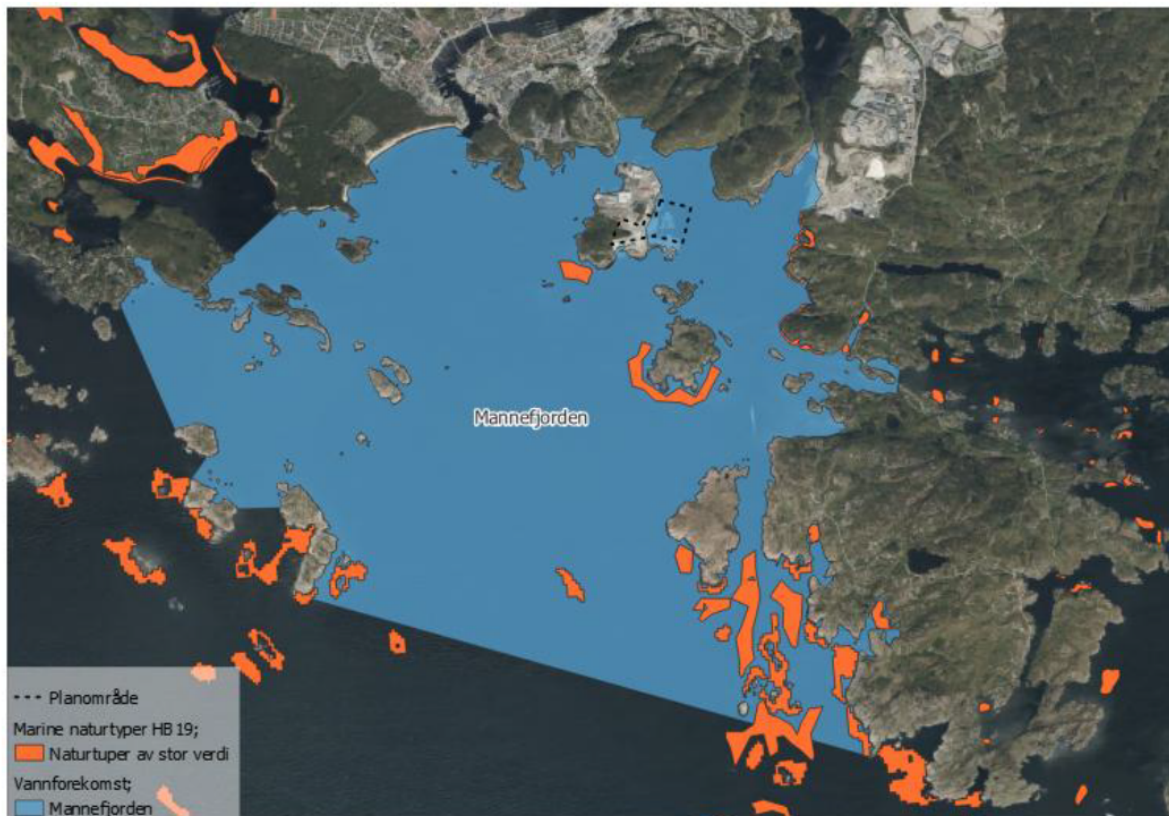 Mannefjorden
Planområde
Marine naturtyper HB 19;
Naturtuper av stor verdi
Vannforekomst;
Mannefjorden